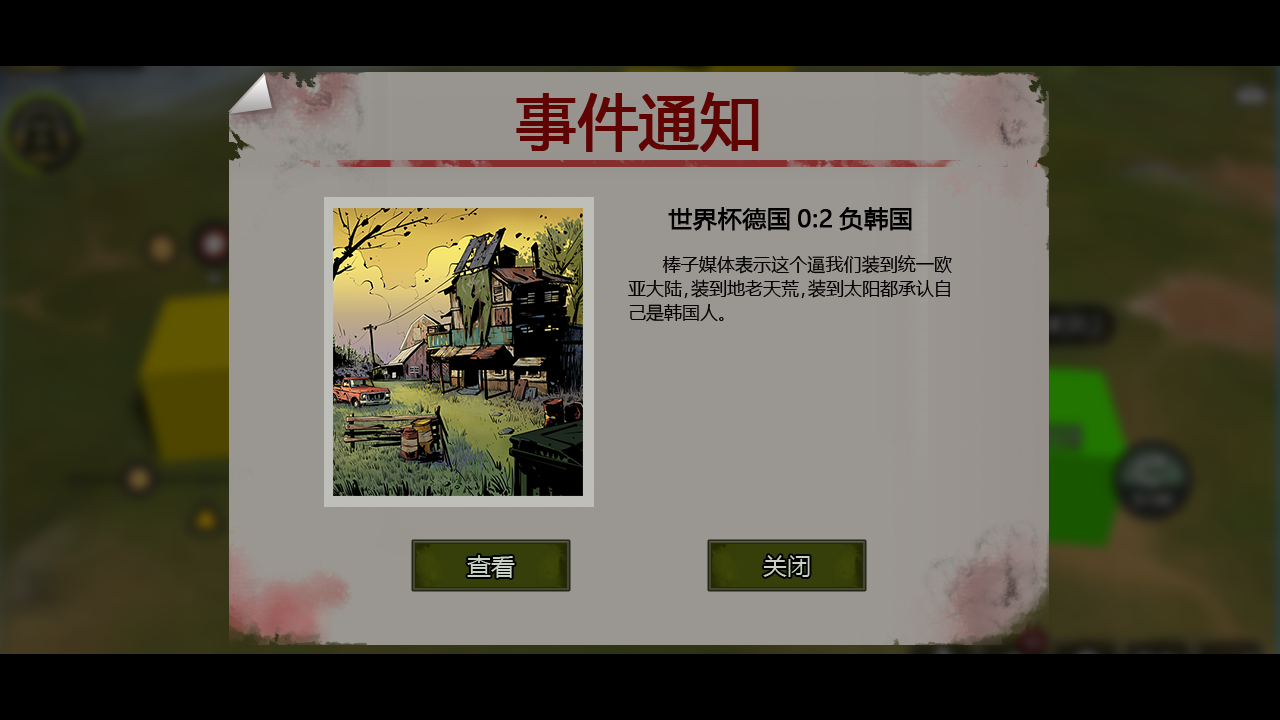 事件通知
世界杯德国 0:2 负韩国
棒子媒体表示这个逼我们装到统一欧
亚大陆,装到地老天荒,装到太阳都承认自
己是韩国人。
查看
关闭